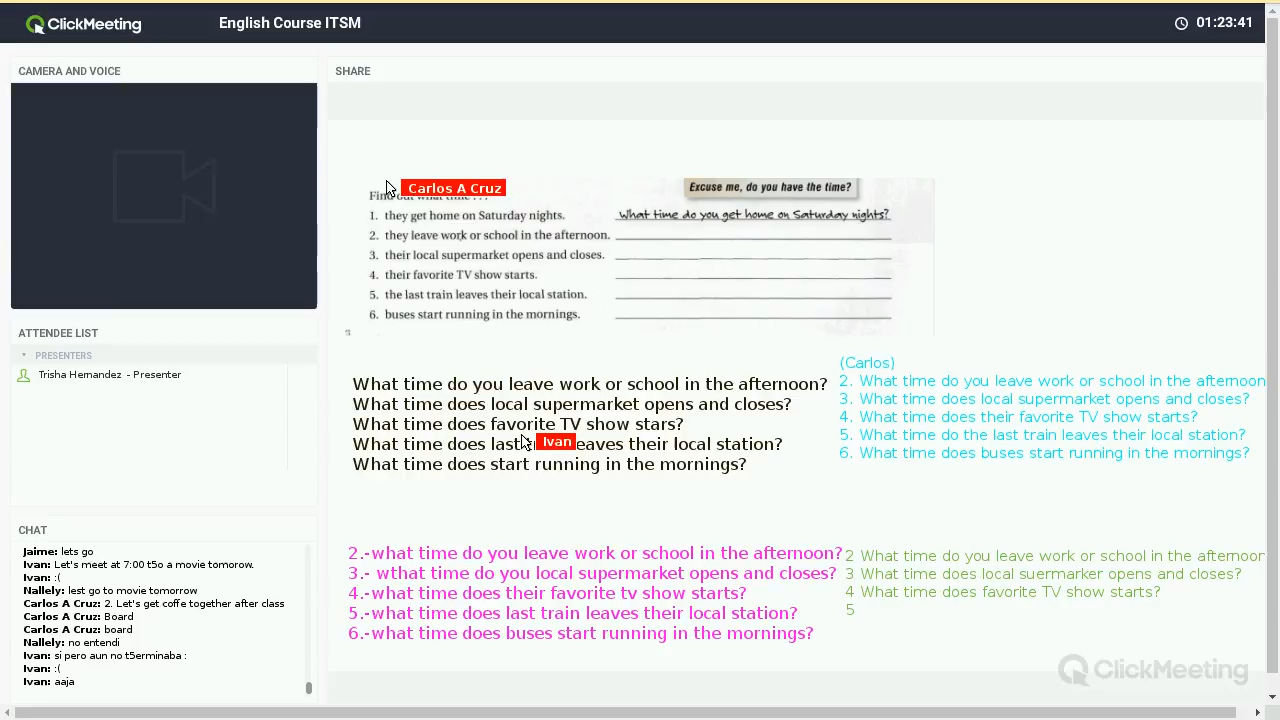 ClickMeeting
English Course ITSM
01:23:41
CAMERA AND VOICE
SHARE
ATTENDEE LIST
PRESENTERS
Trisha Hernandez - Presenter
CHAT
Jaime: lets go
Ivan: Let's meet at 7:00 t5o a movie tomorow.
Ivan: :(
Nallely: lest go to movie tomorrow
Carlos A Cruz: 2. Let's get coffe together after class
Carlos A Cruz: Board
Carlos A Cruz: board
Nallely: no entendi
Ivan: si pero aun no t5erminaba :
Ivan: :(
Ivan: aaja
Carlos A Cruz
Excuse me, do you have the time?
Find out what time . . .
1. they get home on Saturday nights. What time do you get home on Saturday nights?
2. they leave work or school in the afternoon.
3. their local supermarket opens and closes.
4. their favorite TV show starts.
5. the last train leaves their local station.
6. buses start running in the mornings.
What time do you leave work or school in the afternoon?
What time does local supermarket opens and closes?
What time does favorite TV show stars?
What time does last leaves their local station?
Ivan
What time does start running in the mornings?
(Carlos)
2. What time do you leave work or school in the afternoon
3. What time does local supermarket opens and closes?
4. What time does their favorite TV show starts?
5. What time do the last train leaves their local station?
6. What time does buses start running in the mornings?
2.-what time do you leave work or school in the afternoon?
3.- wthat time do you local supermarket opens and closes?
4.-what time does their favorite tv show starts?
5.-what time does last train leaves their local station?
6.-what time does buses start running in the mornings?
2 What time do you leave work or school in the afternoor
3 What time does local suermarker opens and closes?
4 What time does favorite TV show starts?
5
ClickMeeting